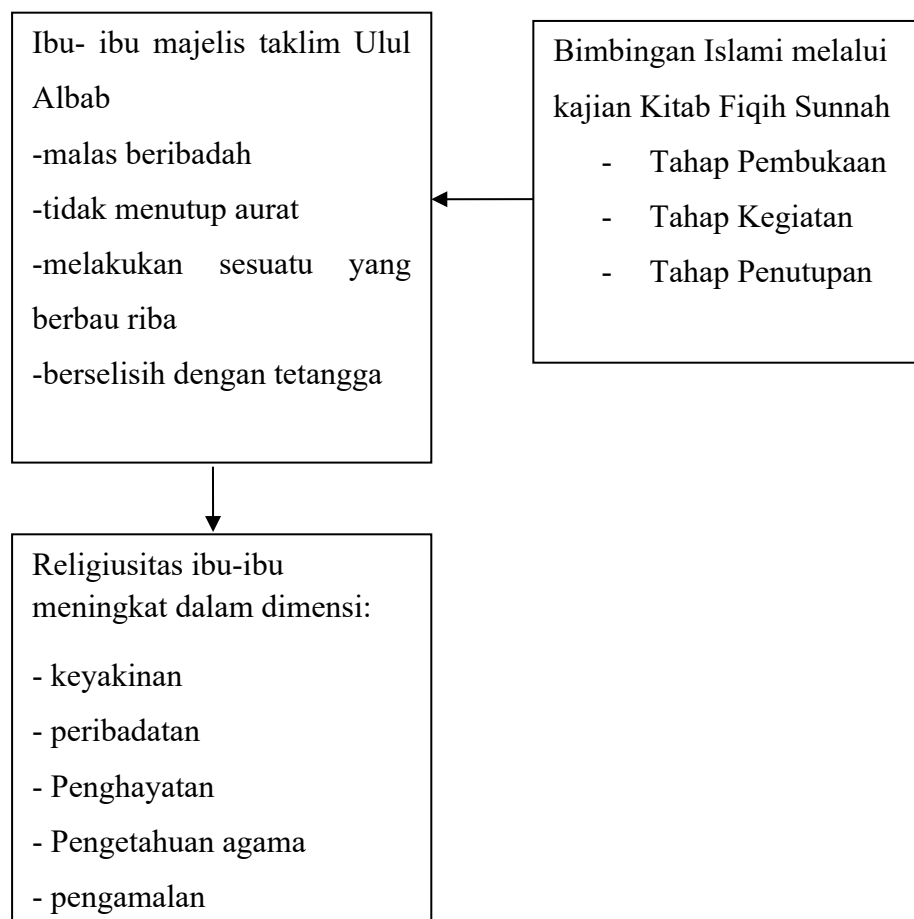 Ibu- ibu majelis taklim Ulul
Albab
-malas beribadah
-tidak menutup aurat
-melakukan sesuatu yang
berbau riba
-berselisih dengan tetangga
Bimbingan Islami melalui
kajian Kitab Fiqih Sunnah
- Tahap Pembukaan
- Tahap Kegiatan
- Tahap Penutupan
Religiusitas ibu-ibu
meningkat dalam dimensi:
- keyakinan
- peribadatan
- Penghayatan
- Pengetahuan agama
- pengamalan